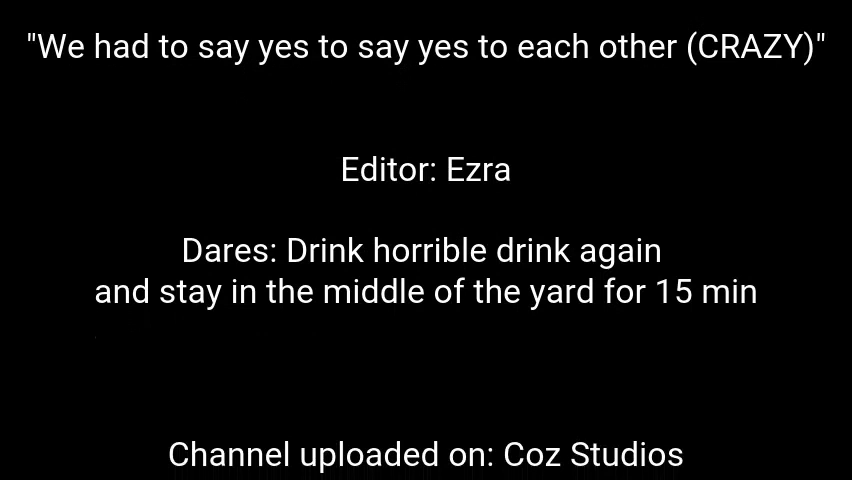 "We had to say yes to say yes to each other (CRAZY)"
Editor: Ezra
Dares: Drink horrible drink again
and stay in the middle of the yard for 15 min
Channel uploaded on: Coz Studios